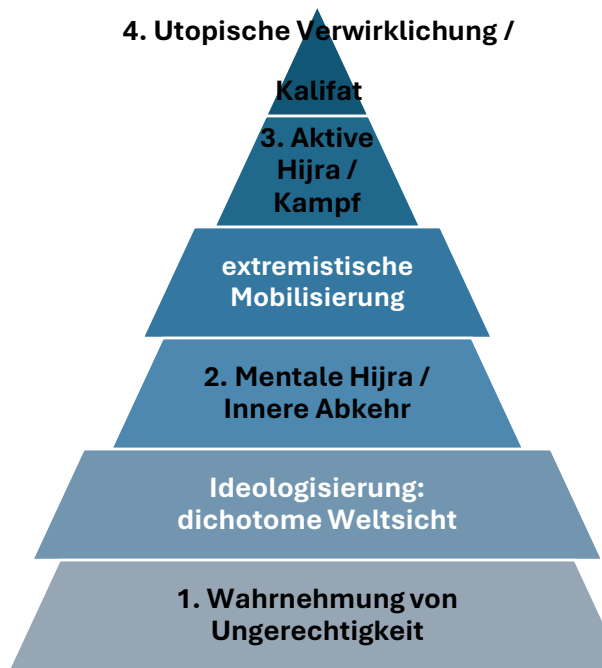 4. Utopische Verwirklichung /
Kalifat
3. Aktive
Hijra /
Kampf
extremistische
Mobilisierung
2. Mentale Hijra /
Innere Abkehr
Ideologisierung:
dichotome Weltsicht
1. Wahrnehmung von
Ungerechtigkeit